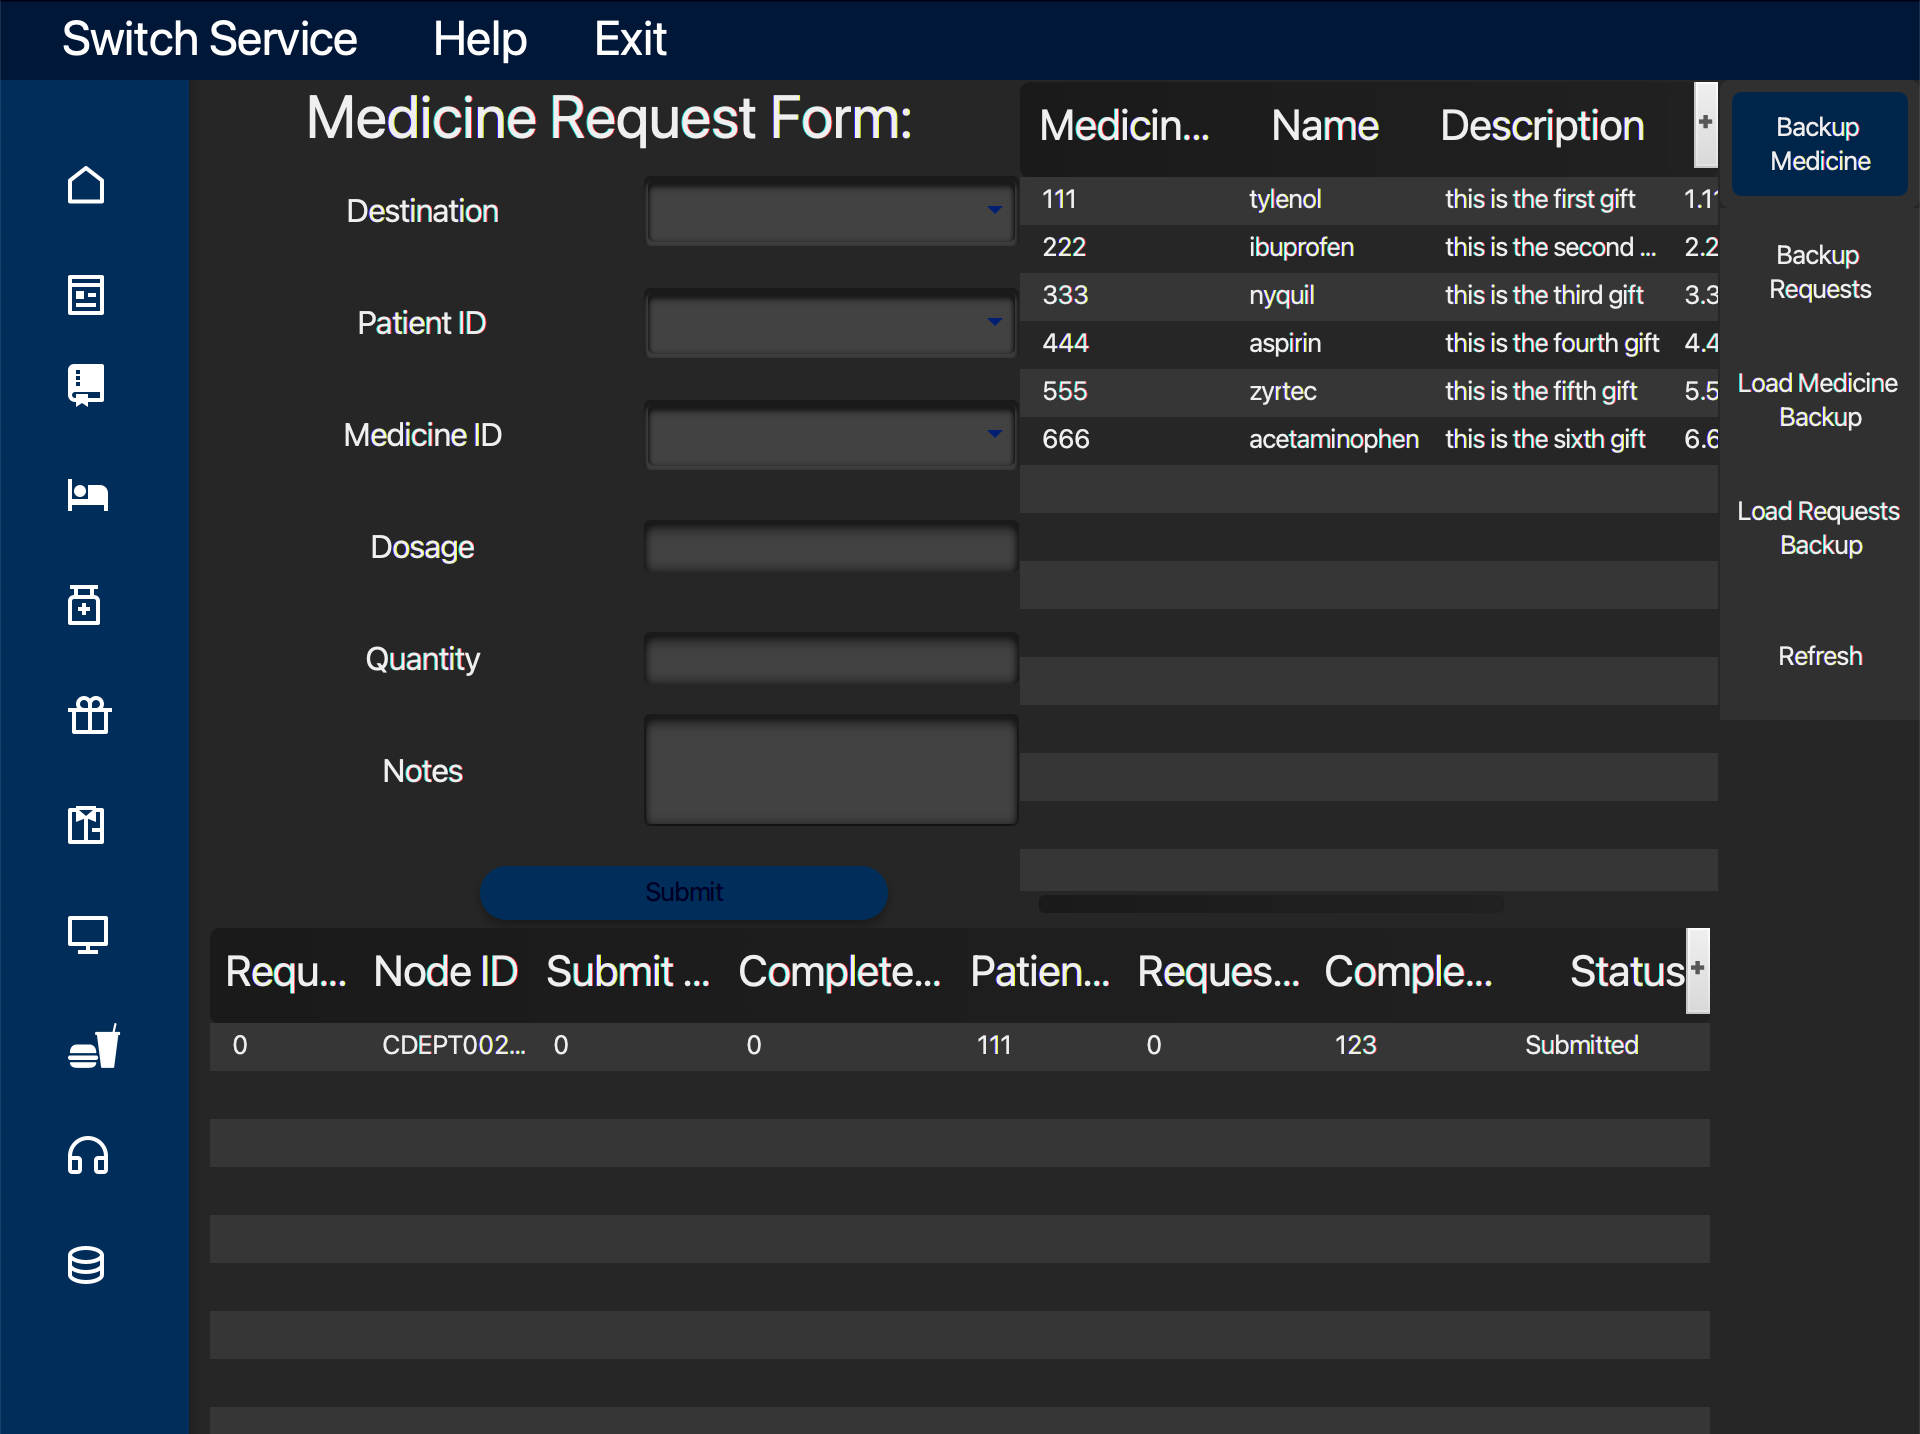 Switch Service Help Exit
Medicine Request Form:
Destination
Patient ID
Medicine ID
Dosage
Quantity
Notes
Submit
Medicin... Name Description +
111 tylenol this is the first gift 1.11
222 ibuprofen this is the second ... 2.2
333 nyquil this is the third gift 3.3
444 aspirin this is the fourth gift 4.4
555 zyrtec this is the fifth gift 5.5
666 acetaminophen this is the sixth gift 6.6
Backup
Medicine
Backup
Requests
Load Medicine
Backup
Load Requests
Backup
Refresh
Requ... Node ID Submit ... Complete... Patien... Reques... Comple... Status +
0 CDEPT002... 0 0 111 0 123 Submitted